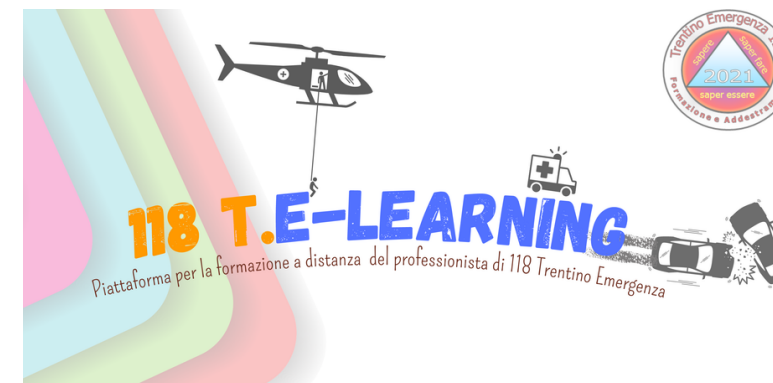 Trentino Emergenza
sapere
saper fare
2021
saper essere
Formazione e
118 T.E-LEARNING
Piattaforma per la formazione a distanza del professionista di 118 Trentino Emergenza